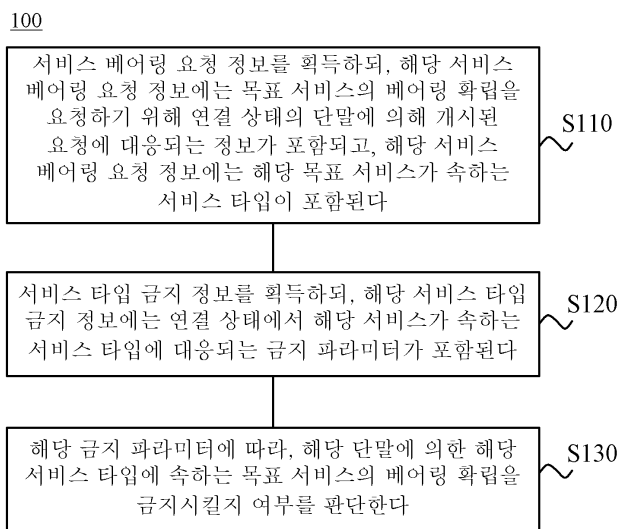 100
서비스 베어링 요청 정보를 획득하되, 해당 서비스
베어링 요청 정보에는 목표 서비스의 베어링 확립을
요청하기 위해 연결 상태의 단말에 의해 개시된
요청에 대응되는 정보가 포함되고, 해당 서비스
베어링 요청 정보에는 해당 목표 서비스가 속하는
서비스 타입이 포함된다
S110
서비스 타입 금지 정보를 획득하되, 해당 서비스 타입
금지 정보에는 연결 상태에서 해당 서비스가 속하는
서비스 타입에 대응되는 금지 파라미터가 포함된다
S120
해당 금지 파라미터에 따라, 해당 단말에 의한 해당
서비스 타입에 속하는 목표 서비스의 베어링 확립을
금지시킬지 여부를 판단한다
S130